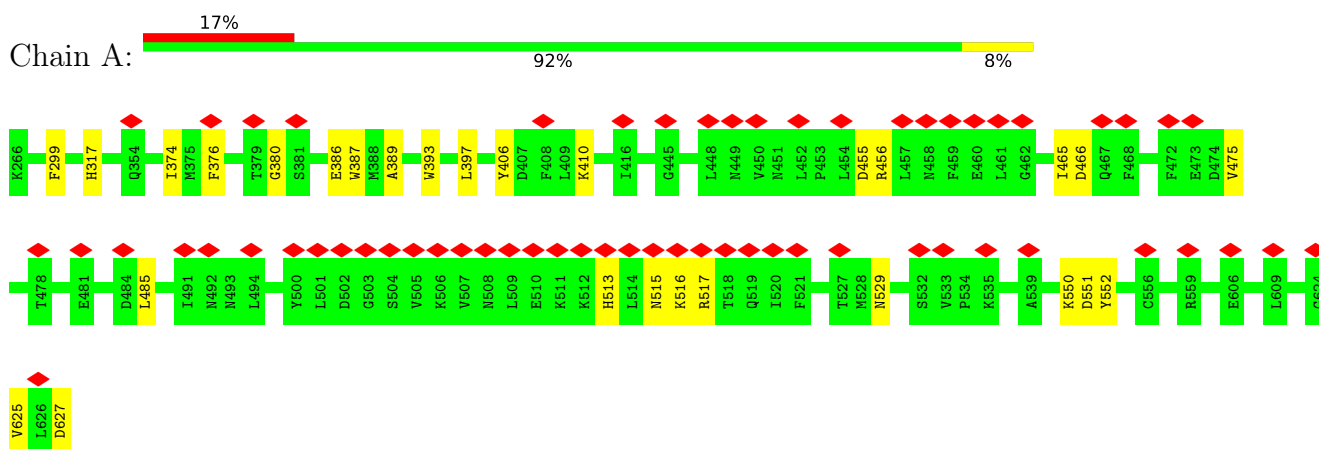 17%
Chain A:
92% 8%
K266 F299 H317 Q354 I374 M375 F376 T379 G380 S381 E386 W387 M388 A389 W393 L397 Y406 D407 F408 L409 K410 I416 G445 L448 N449 V450 N451 L452 P453 L454 D455 R456 L457 N458 F459 E460 L461 G462 I465 D466 Q467 F468 F472 E473 D474 V475
T478 E481 D484 L485 I491 N492 N493 L494 Y500 L501 D502 G503 S504 V505 K506 V507 N508 L509 E510 K511 K512 H513 L514 N515 K516 R517 T518 Q519 I520 F521 T527 M528 N529 S532 V533 P534 K535 A539 K550 D551 Y552 C556 R559 E606 L609
V625 L626 D627